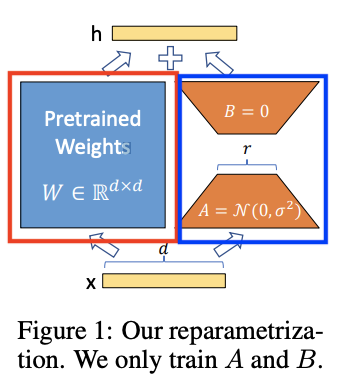 h
Pretrained
Weights
W ∈ ℝ^{d×d}
B = 0
r
A = 𝒩(0, σ²)
d
x
Figure 1: Our reparametriza-
tion. We only train A and B.